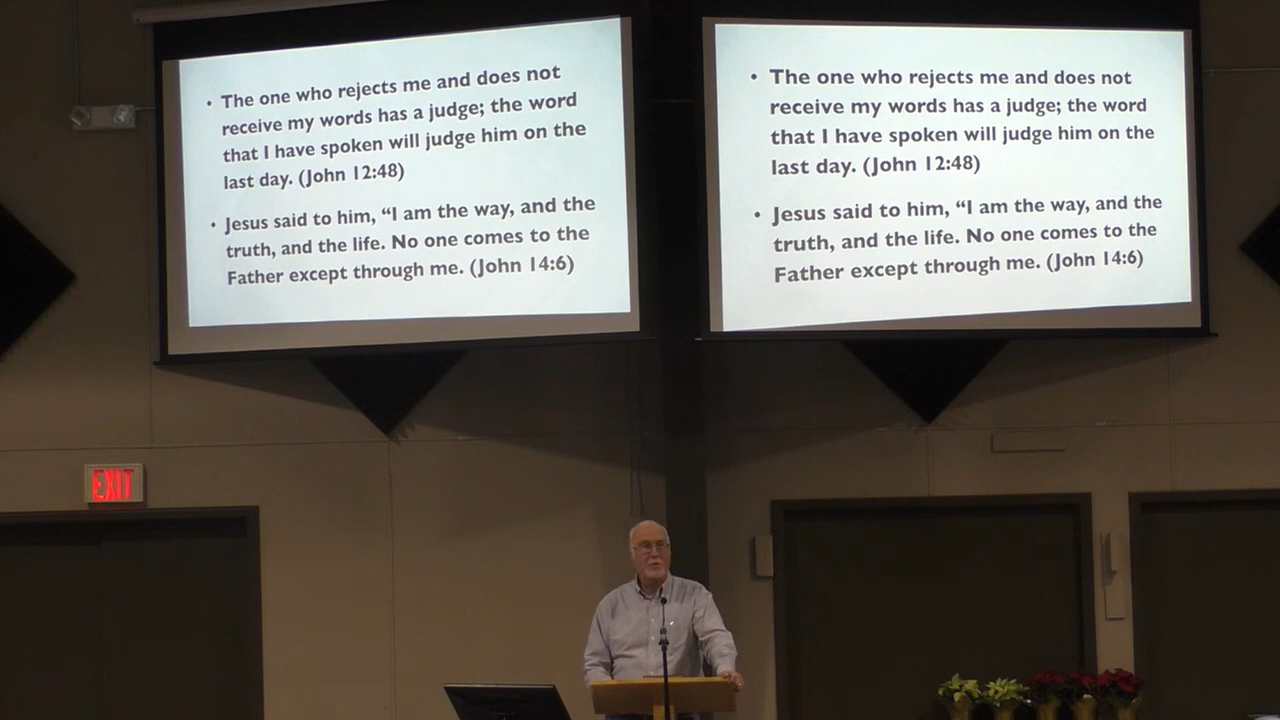 • The one who rejects me and does not
receive my words has a judge; the word
that I have spoken will judge him on the
last day. (John 12:48)
• Jesus said to him, “I am the way, and the
truth, and the life. No one comes to the
Father except through me. (John 14:6)
• The one who rejects me and does not
receive my words has a judge; the word
that I have spoken will judge him on the
last day. (John 12:48)
• Jesus said to him, “I am the way, and the
truth, and the life. No one comes to the
Father except through me. (John 14:6)
EXIT